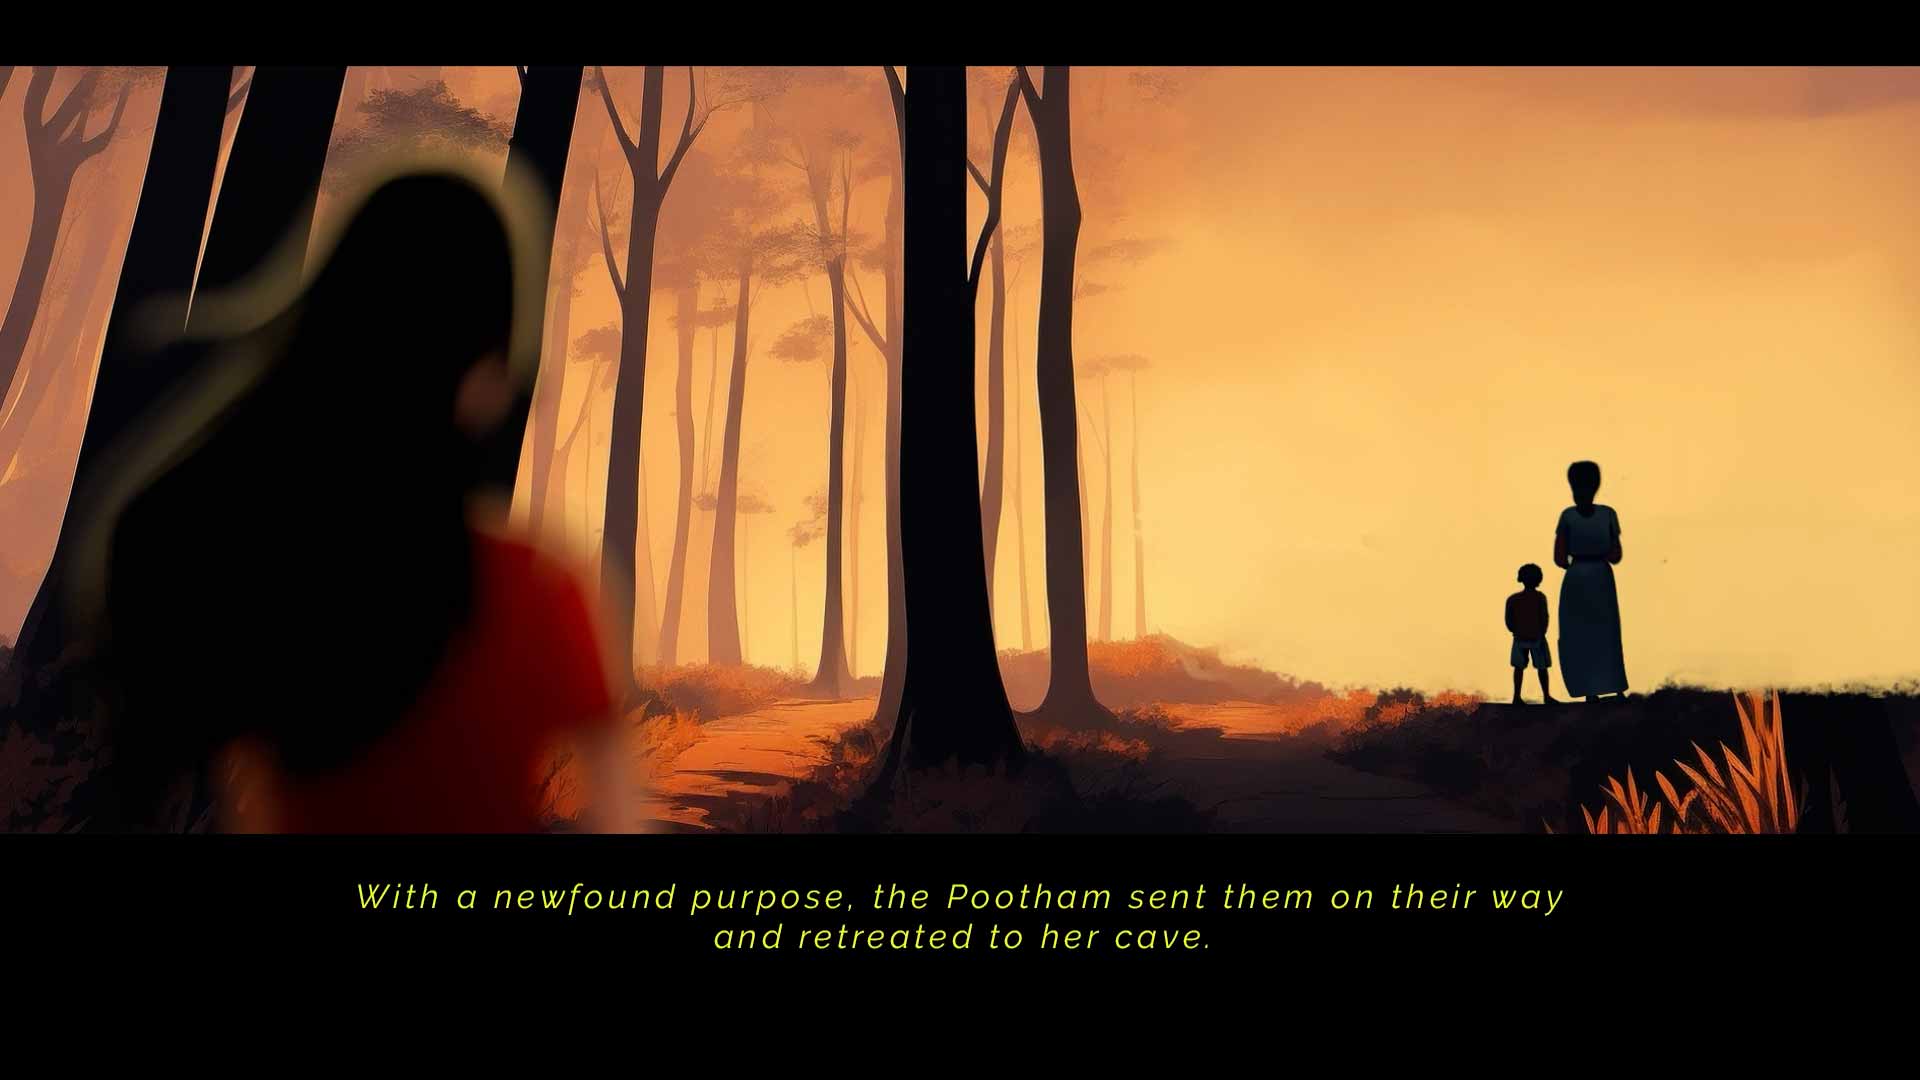 With a newfound purpose, the Pootham sent them on their way
and retreated to her cave.